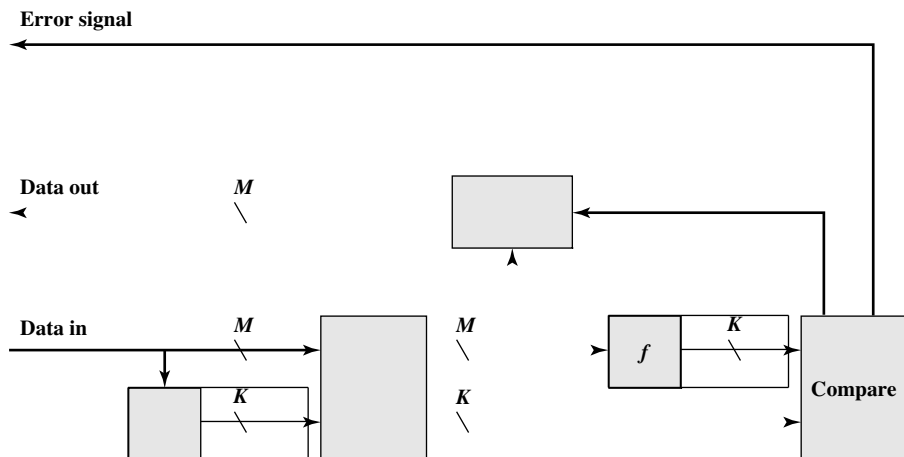 Error signal
Data out
M
Data in
M
M
K
f
K
K
Compare